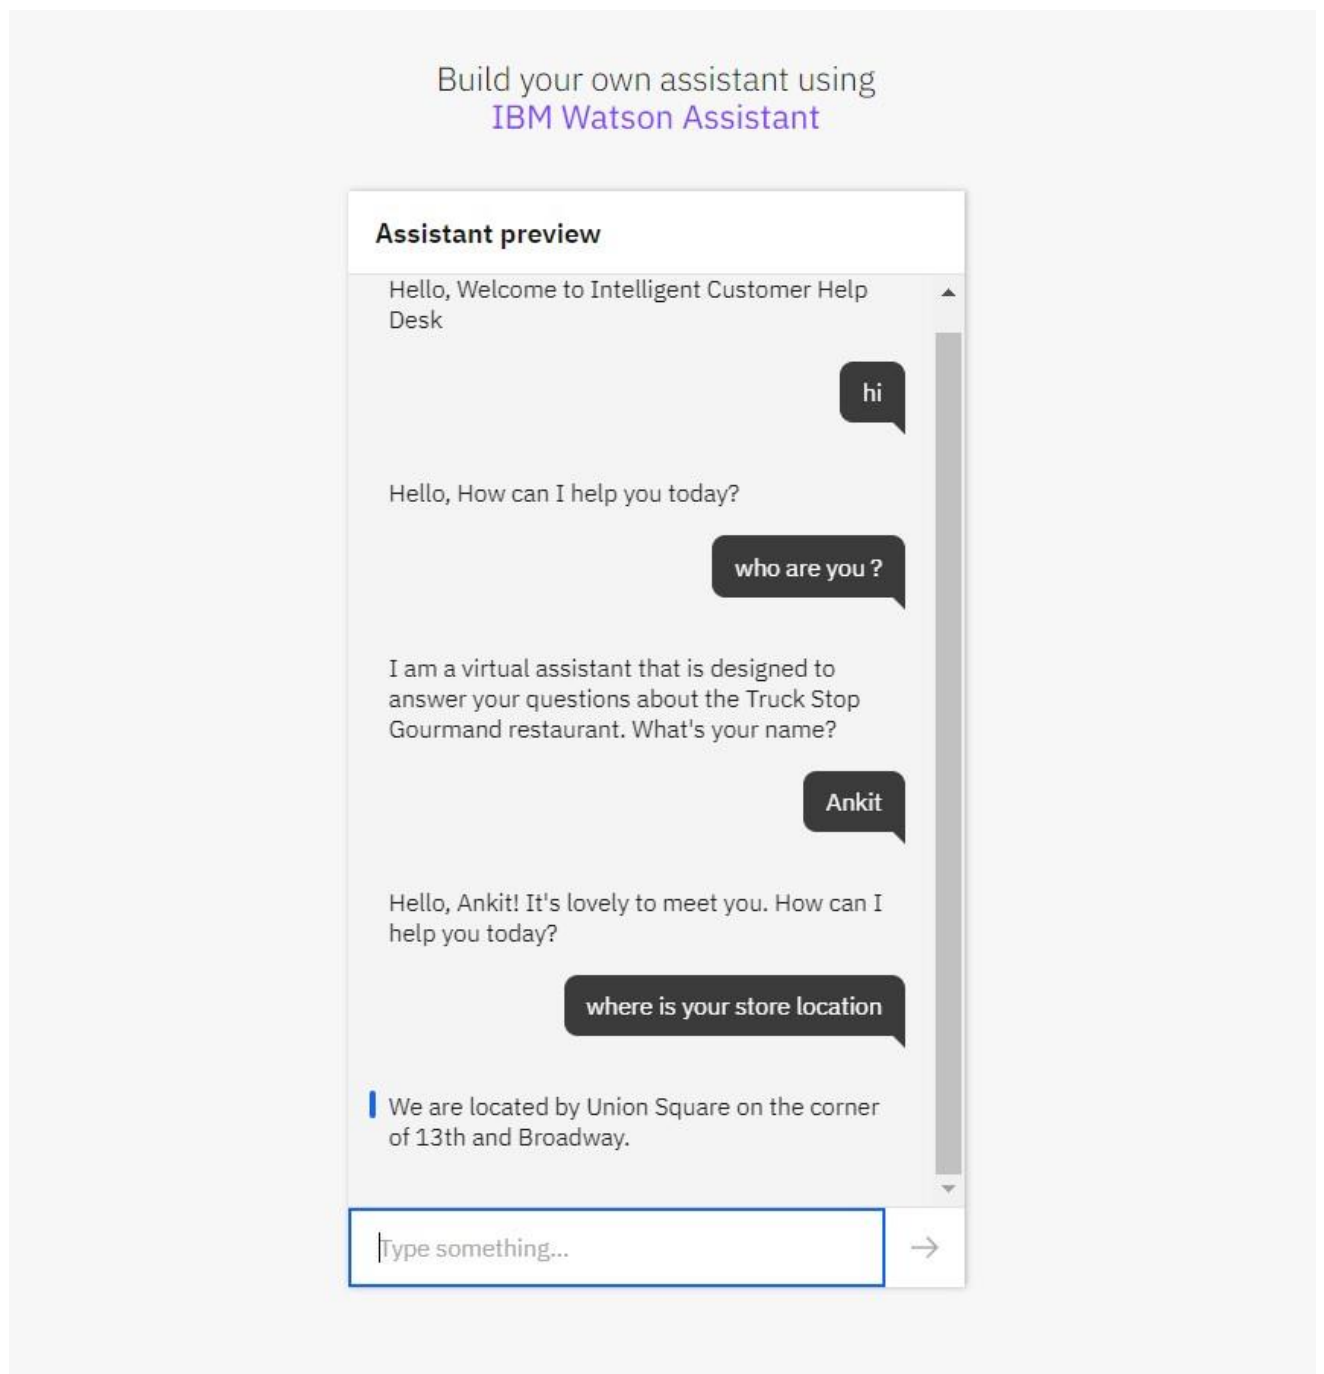 Build your own assistant using
IBM Watson Assistant
Assistant preview
Hello, Welcome to Intelligent Customer Help
Desk
hi
Hello, How can I help you today?
who are you ?
I am a virtual assistant that is designed to
answer your questions about the Truck Stop
Gourmand restaurant. What's your name?
Ankit
Hello, Ankit! It's lovely to meet you. How can I
help you today?
where is your store location
We are located by Union Square on the corner
of 13th and Broadway.
Type something...